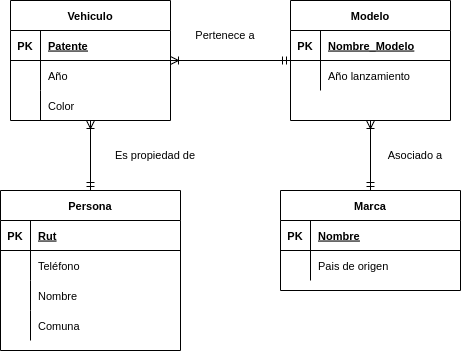 Vehiculo
PK Patente
Año
Color
Pertenece a
Modelo
PK Nombre_Modelo
Año lanzamiento
Es propiedad de
Asociado a
Persona
PK Rut
Teléfono
Nombre
Comuna
Marca
PK Nombre
Pais de origen